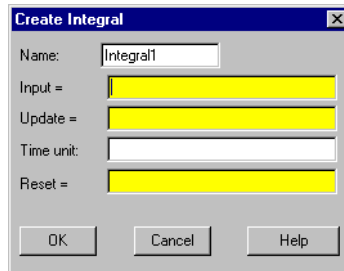 Create Integral
Name: Integral1
Input =
Update =
Time unit:
Reset =
OK Cancel Help